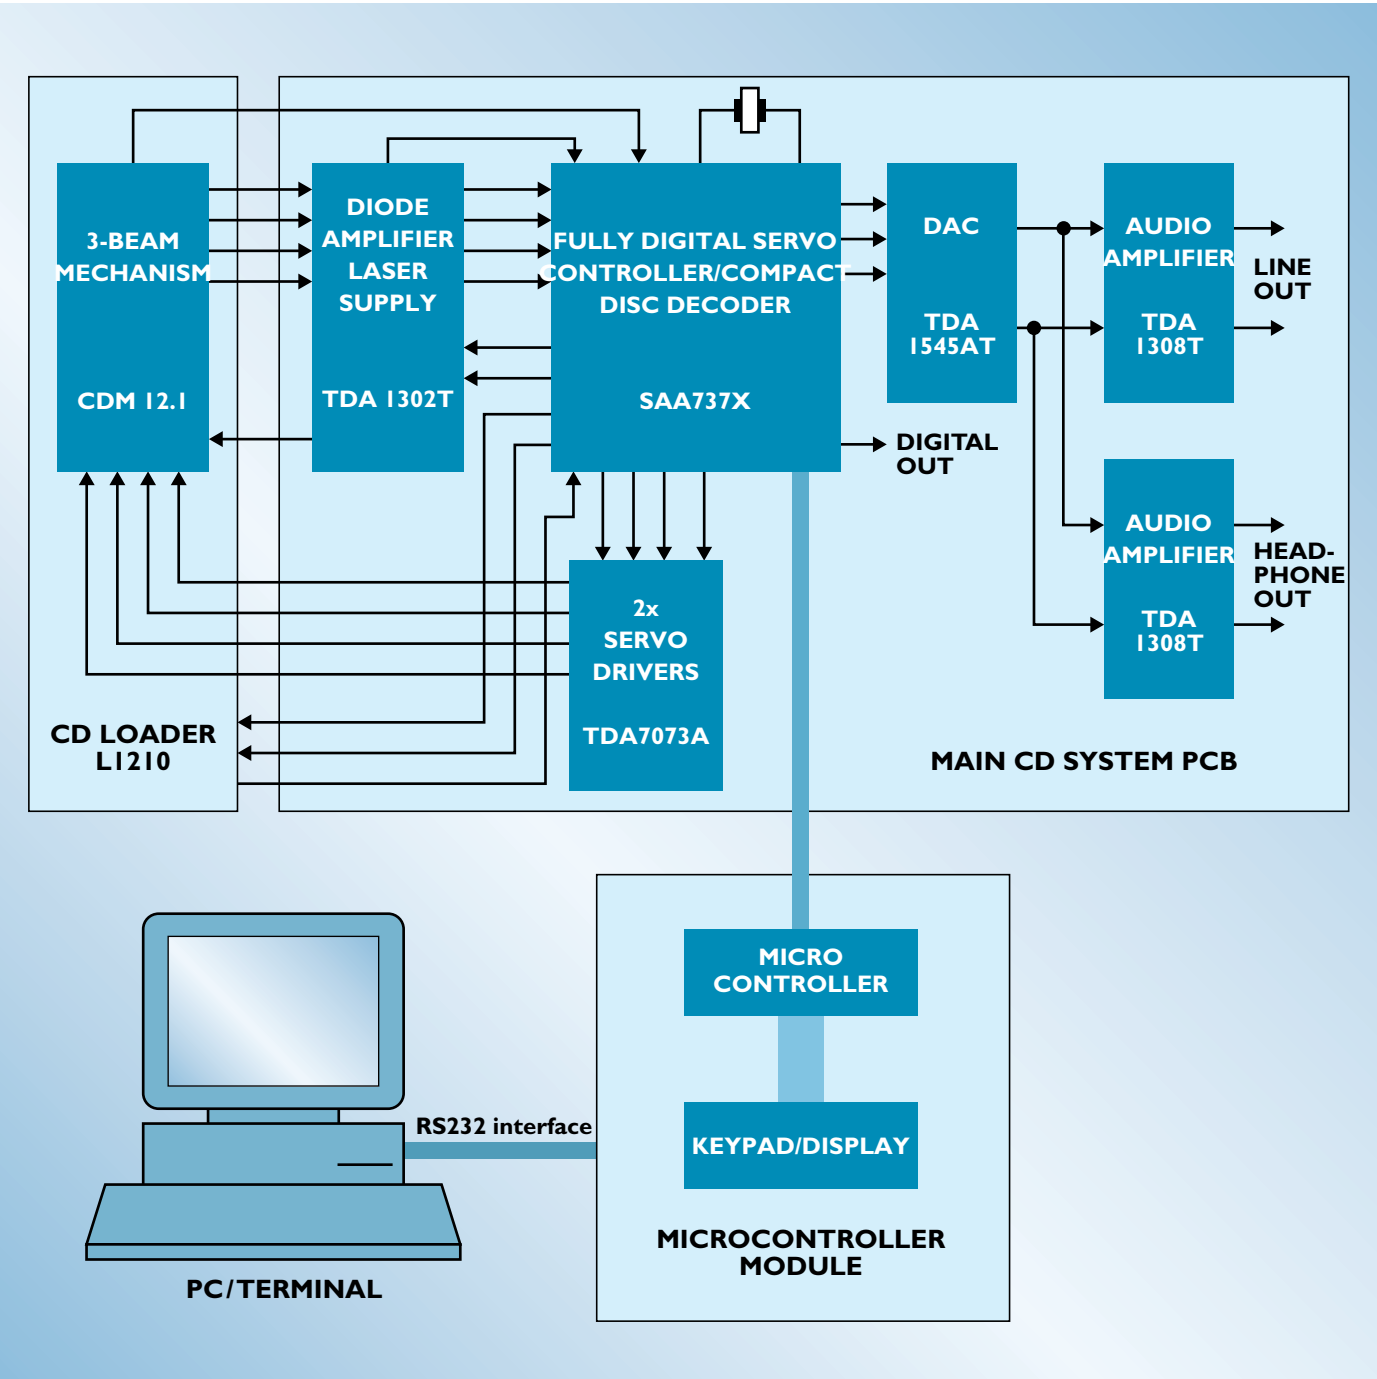 3-BEAM
MECHANISM
CDM 12.1
DIODE
AMPLIFIER
LASER
SUPPLY
TDA 1302T
FULLY DIGITAL SERVO
CONTROLLER/COMPACT
DISC DECODER
SAA737X
DAC
TDA
1545AT
AUDIO
AMPLIFIER
TDA
1308T
LINE
OUT
DIGITAL
OUT
AUDIO
AMPLIFIER
TDA
1308T
HEAD-
PHONE
OUT
2x
SERVO
DRIVERS
TDA7073A
CD LOADER
L1210
MAIN CD SYSTEM PCB
MICRO
CONTROLLER
RS232 interface
KEYPAD/DISPLAY
MICROCONTROLLER
MODULE
PC/TERMINAL